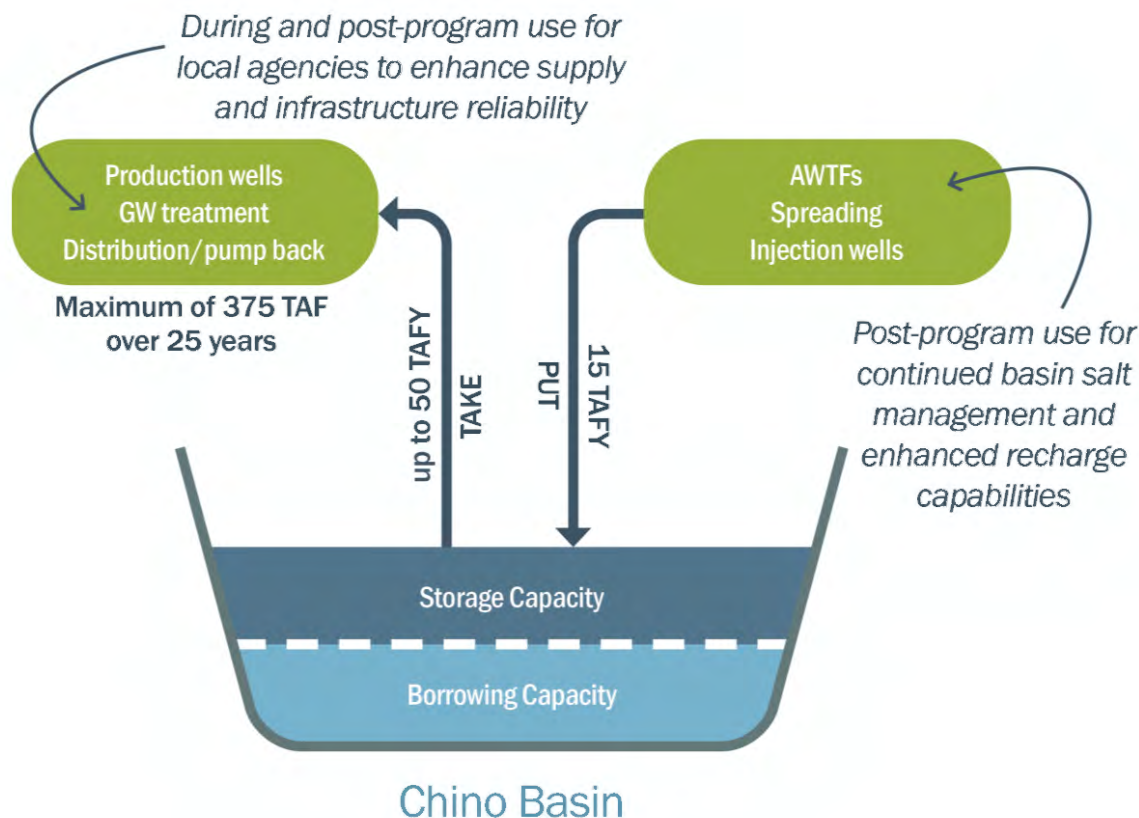 During and post-program use for
local agencies to enhance supply
and infrastructure reliability
Production wells
GW treatment
Distribution/pump back
Maximum of 375 TAF
over 25 years
AWTFs
Spreading
Injection wells
Post-program use for
continued basin salt
management and
enhanced recharge
capabilities
up to 50 TAFY
TAKE
15 TAFY
PUT
Storage Capacity
Borrowing Capacity
Chino Basin